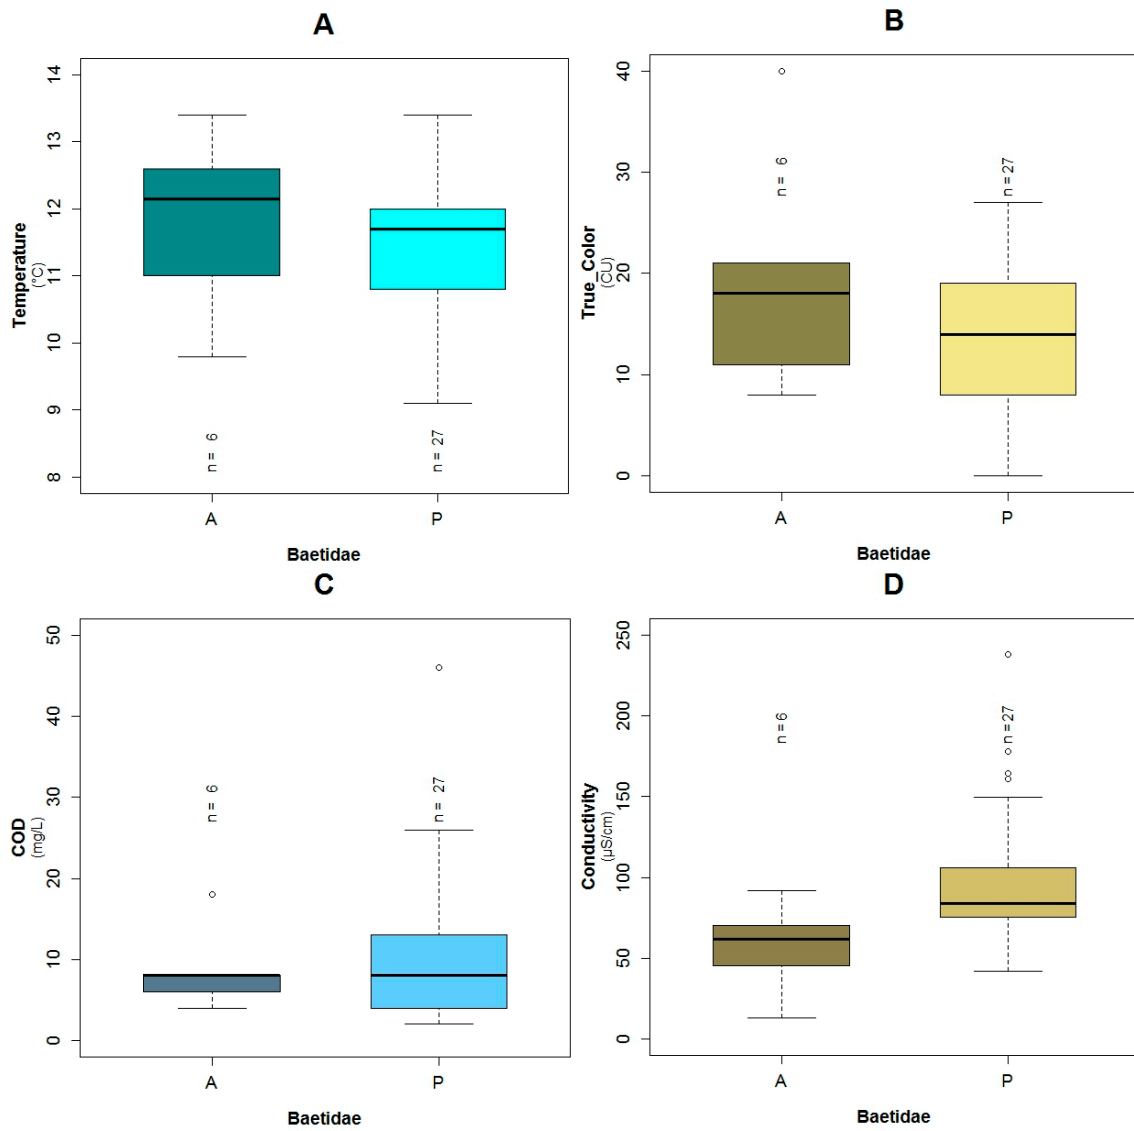 A
14
13
12
11
10
9
8
Temperature
(°C)
n = 6
n = 27
A
P
Baetidae
B
40
30
20
10
0
True_Color
(CU)
n = 6
n = 27
A
P
Baetidae
C
50
40
30
20
10
0
COD
(mg/L)
n = 6
n = 27
A
P
Baetidae
D
250
200
150
100
50
0
Conductivity
(µS/cm)
n = 6
n = 27
A
P
Baetidae